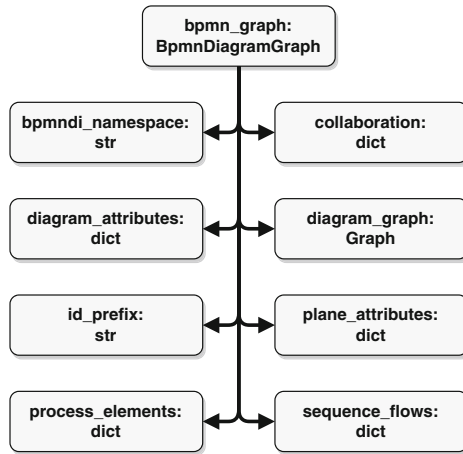 bpmn_graph:
BpmnDiagramGraph
bpmndi_namespace:
str
collaboration:
dict
diagram_attributes:
dict
diagram_graph:
Graph
id_prefix:
str
plane_attributes:
dict
process_elements:
dict
sequence_flows:
dict